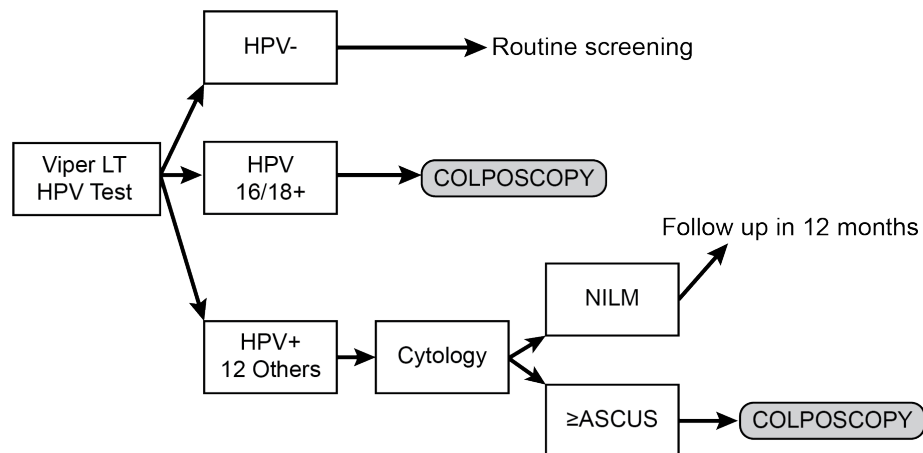 HPV-
Routine screening
Viper LT
HPV Test
HPV
16/18+
COLPOSCOPY
Follow up in 12 months
NILM
HPV+
12 Others
Cytology
≥ASCUS
COLPOSCOPY